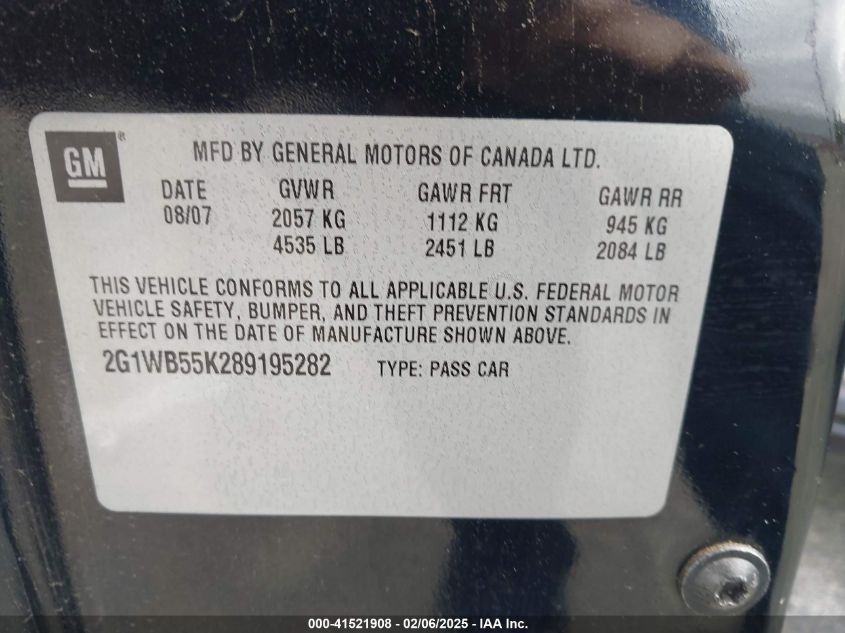 GM ®
MFD BY GENERAL MOTORS OF CANADA LTD.
DATE GVWR GAWR FRT GAWR RR
08/07 2057 KG 1112 KG 945 KG
4535 LB 2451 LB 2084 LB
THIS VEHICLE CONFORMS TO ALL APPLICABLE U.S. FEDERAL MOTOR
VEHICLE SAFETY, BUMPER, AND THEFT PREVENTION STANDARDS IN
EFFECT ON THE DATE OF MANUFACTURE SHOWN ABOVE.
2G1WB55K289195282 TYPE: PASS CAR
000-41521908 - 02/06/2025 - IAA Inc.